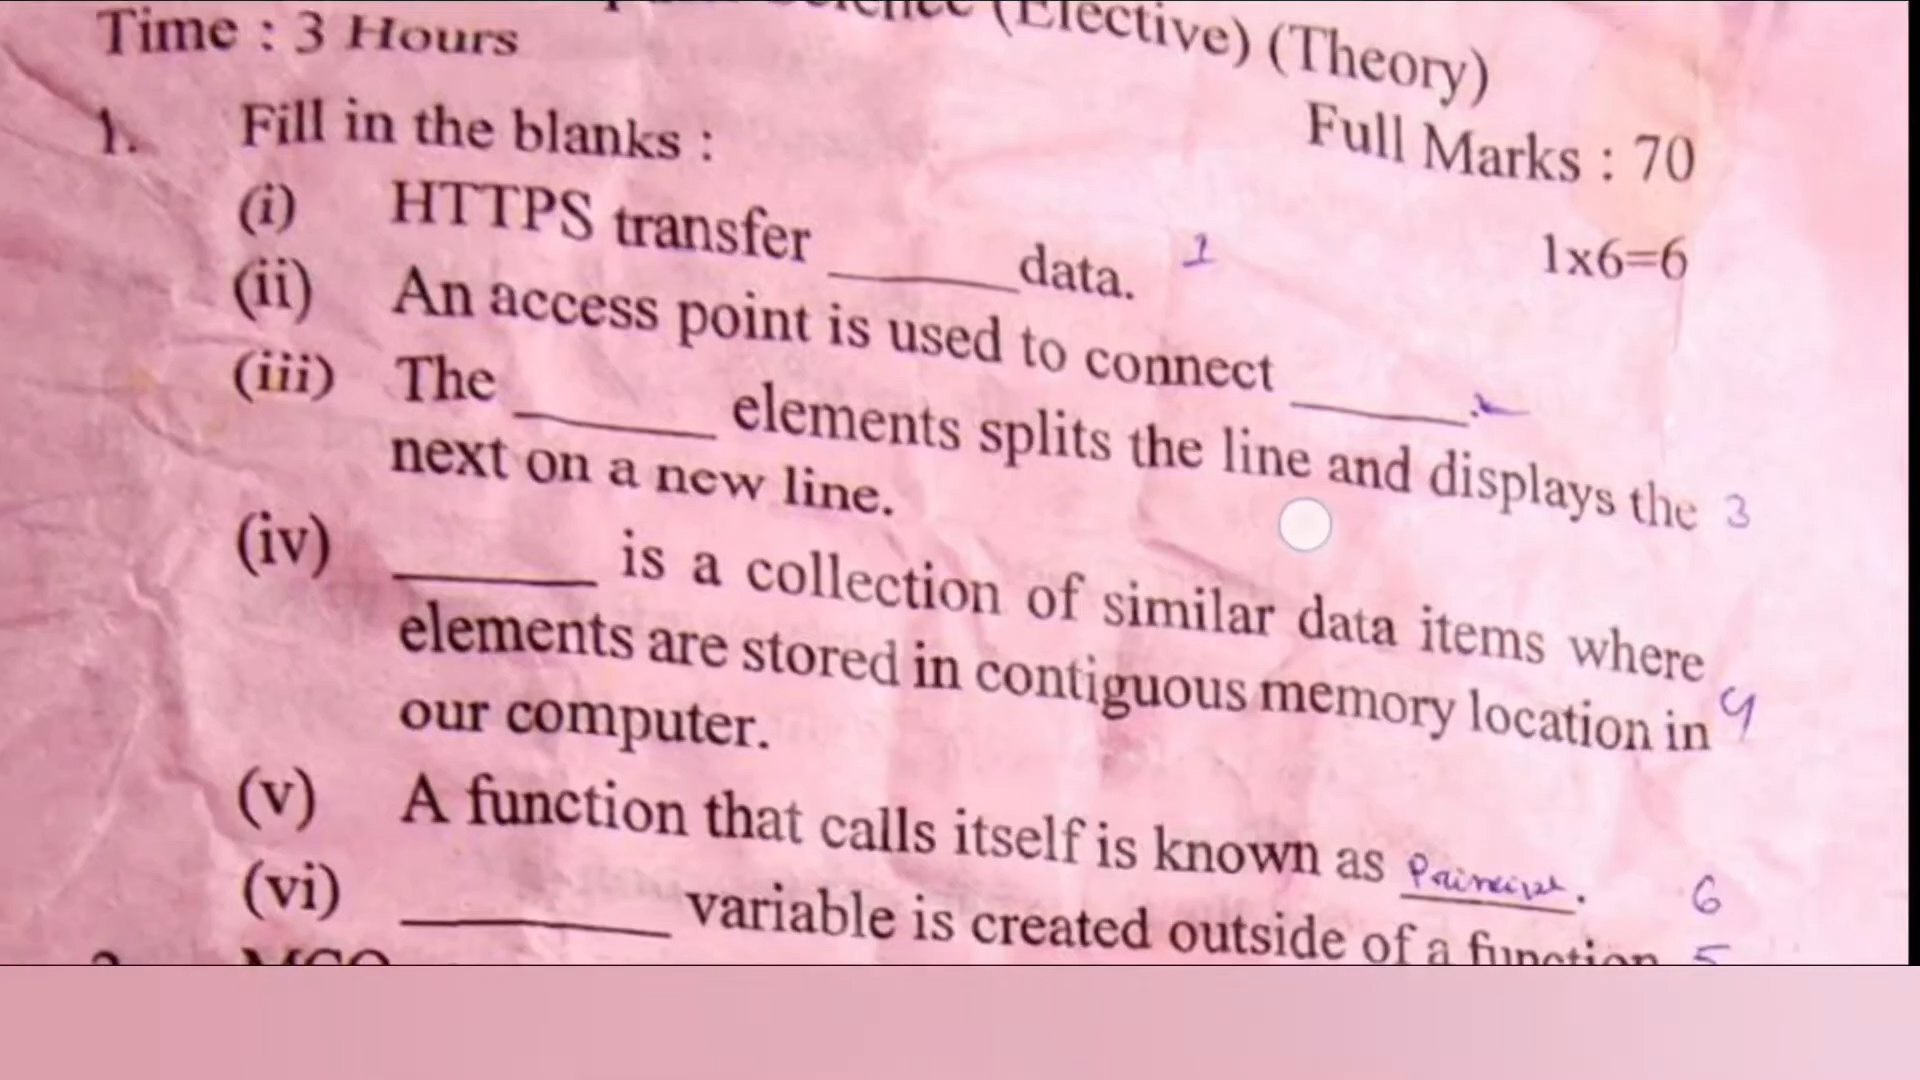 (Elective) (Theory)
Time : 3 Hours
Full Marks : 70
1. Fill in the blanks :
1x6=6
(i) HTTPS transfer ______ data. 1
(ii) An access point is used to connect ______.
(iii) The ______ elements splits the line and displays the 3
next on a new line.
(iv) ______ is a collection of similar data items where
elements are stored in contiguous memory location in 4
our computer.
(v) A function that calls itself is known as ______. 6
(vi) ______ variable is created outside of a function 5
MCQ